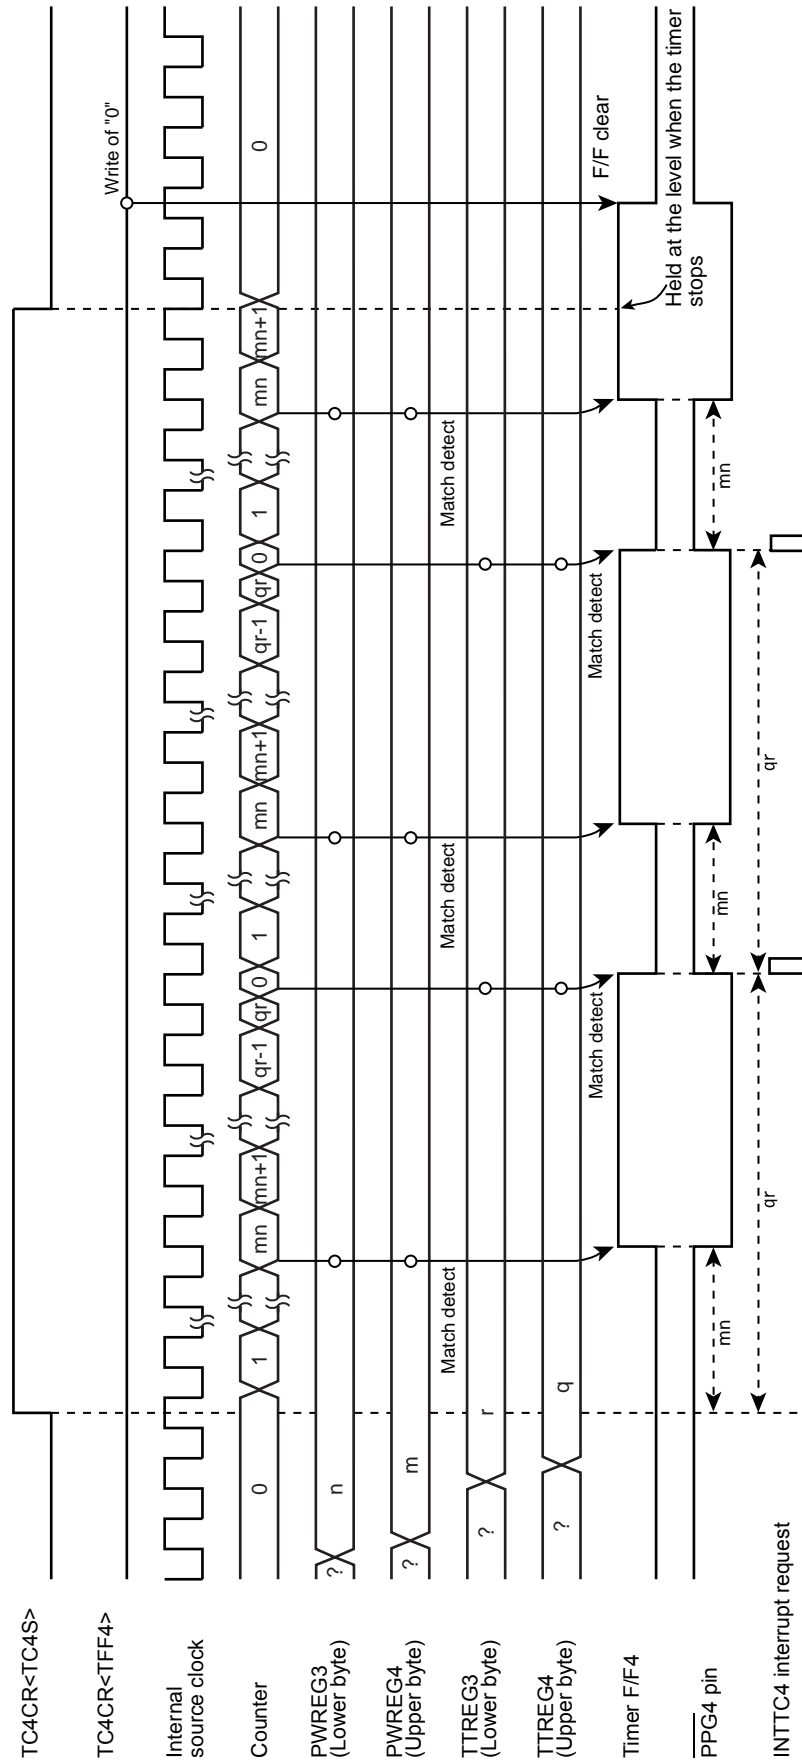 TC4CR<TC4S>
TC4CR<TFF4>
Write of "0"
Internal
source clock
Counter
0 1 mn mn+1 qr-1 qr 0 1 mn mn+1 qr-1 qr 0 1 mn mn+1 0
PWREG3
(Lower byte)
? n
PWREG4
(Upper byte)
? m
Match detect
Match detect
Match detect
TTREG3
(Lower byte)
? r
TTREG4
(Upper byte)
? q
Match detect
Match detect
F/F clear
Timer F/F4
Held at the level when the timer
stops
PPG4 pin
mn mn mn
qr qr
INTTC4 interrupt request